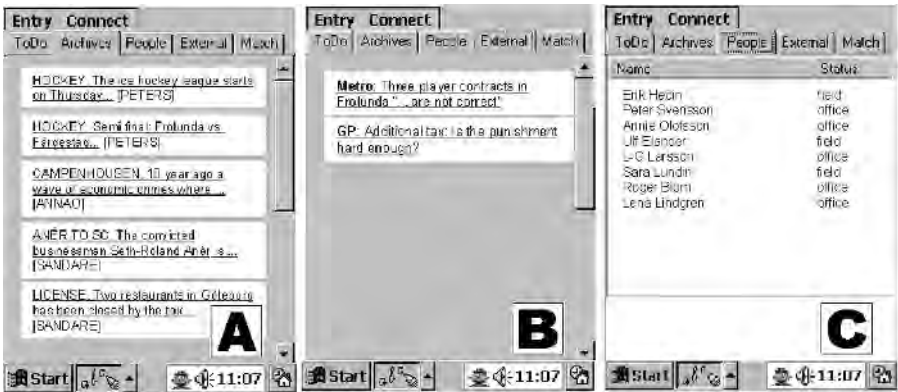 Entry Connect
ToDo Archives People External Match
HOCKEY. The ice hockey league starts
on Thursday... [PETERS]
HOCKEY. Semi final: Frolunda vs.
Fargestad... [PETERS]
CAMPENHOUSEN. 10 year ago a
wave of economic crimes where ...
[ANNAO]
ANÉR TO SC. The convicted
businessman Seth-Roland Anér is ...
[SANDARE]
LICENSE. Two restaurants in Göteborg
has been closed by the tax ...
[SANDARE]
A
Start 11:07
Entry Connect
ToDo Archives People External Match
Metro: Three player contracts in
Frolunda "...are not correct"
GP: Additional tax: Is the punishment
hard enough?
B
Start 11:07
Entry Connect
ToDo Archives People External Match
Name Status
Erik Hedin field
Peter Svensson office
Annie Olofsson office
Ulf Elander field
L-G Larsson office
Sara Lundin field
Roger Blom office
Lena Lindgren office
C
Start 11:07